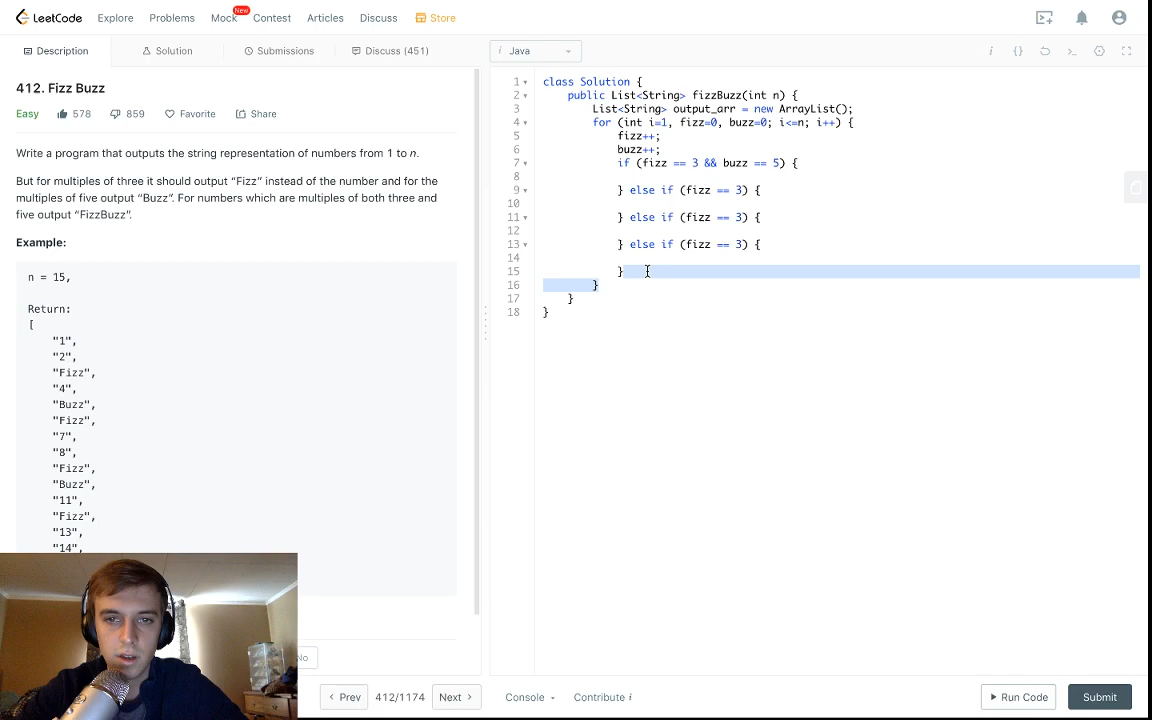 LeetCode Explore Problems Mock New Contest Articles Discuss Store
Description Solution Submissions Discuss (451)
412. Fizz Buzz
Easy 578 859 Favorite Share
Write a program that outputs the string representation of numbers from 1 to n.
But for multiples of three it should output “Fizz” instead of the number and for the
multiples of five output “Buzz”. For numbers which are multiples of both three and
five output “FizzBuzz”.
Example:
n = 15,
Return:
[
"1",
"2",
"Fizz",
"4",
"Buzz",
"Fizz",
"7",
"8",
"Fizz",
"Buzz",
"11",
"Fizz",
"13",
"14",
No
Prev 412/1174 Next
i Java
i {} >_
1 class Solution {
2 public List<String> fizzBuzz(int n) {
3 List<String> output_arr = new ArrayList();
4 for (int i=1, fizz=0, buzz=0; i<=n; i++) {
5 fizz++;
6 buzz++;
7 if (fizz == 3 && buzz == 5) {
8
9 } else if (fizz == 3) {
10
11 } else if (fizz == 3) {
12
13 } else if (fizz == 3) {
14
15 }
16 }
17 }
18 }
Console Contribute i Run Code Submit